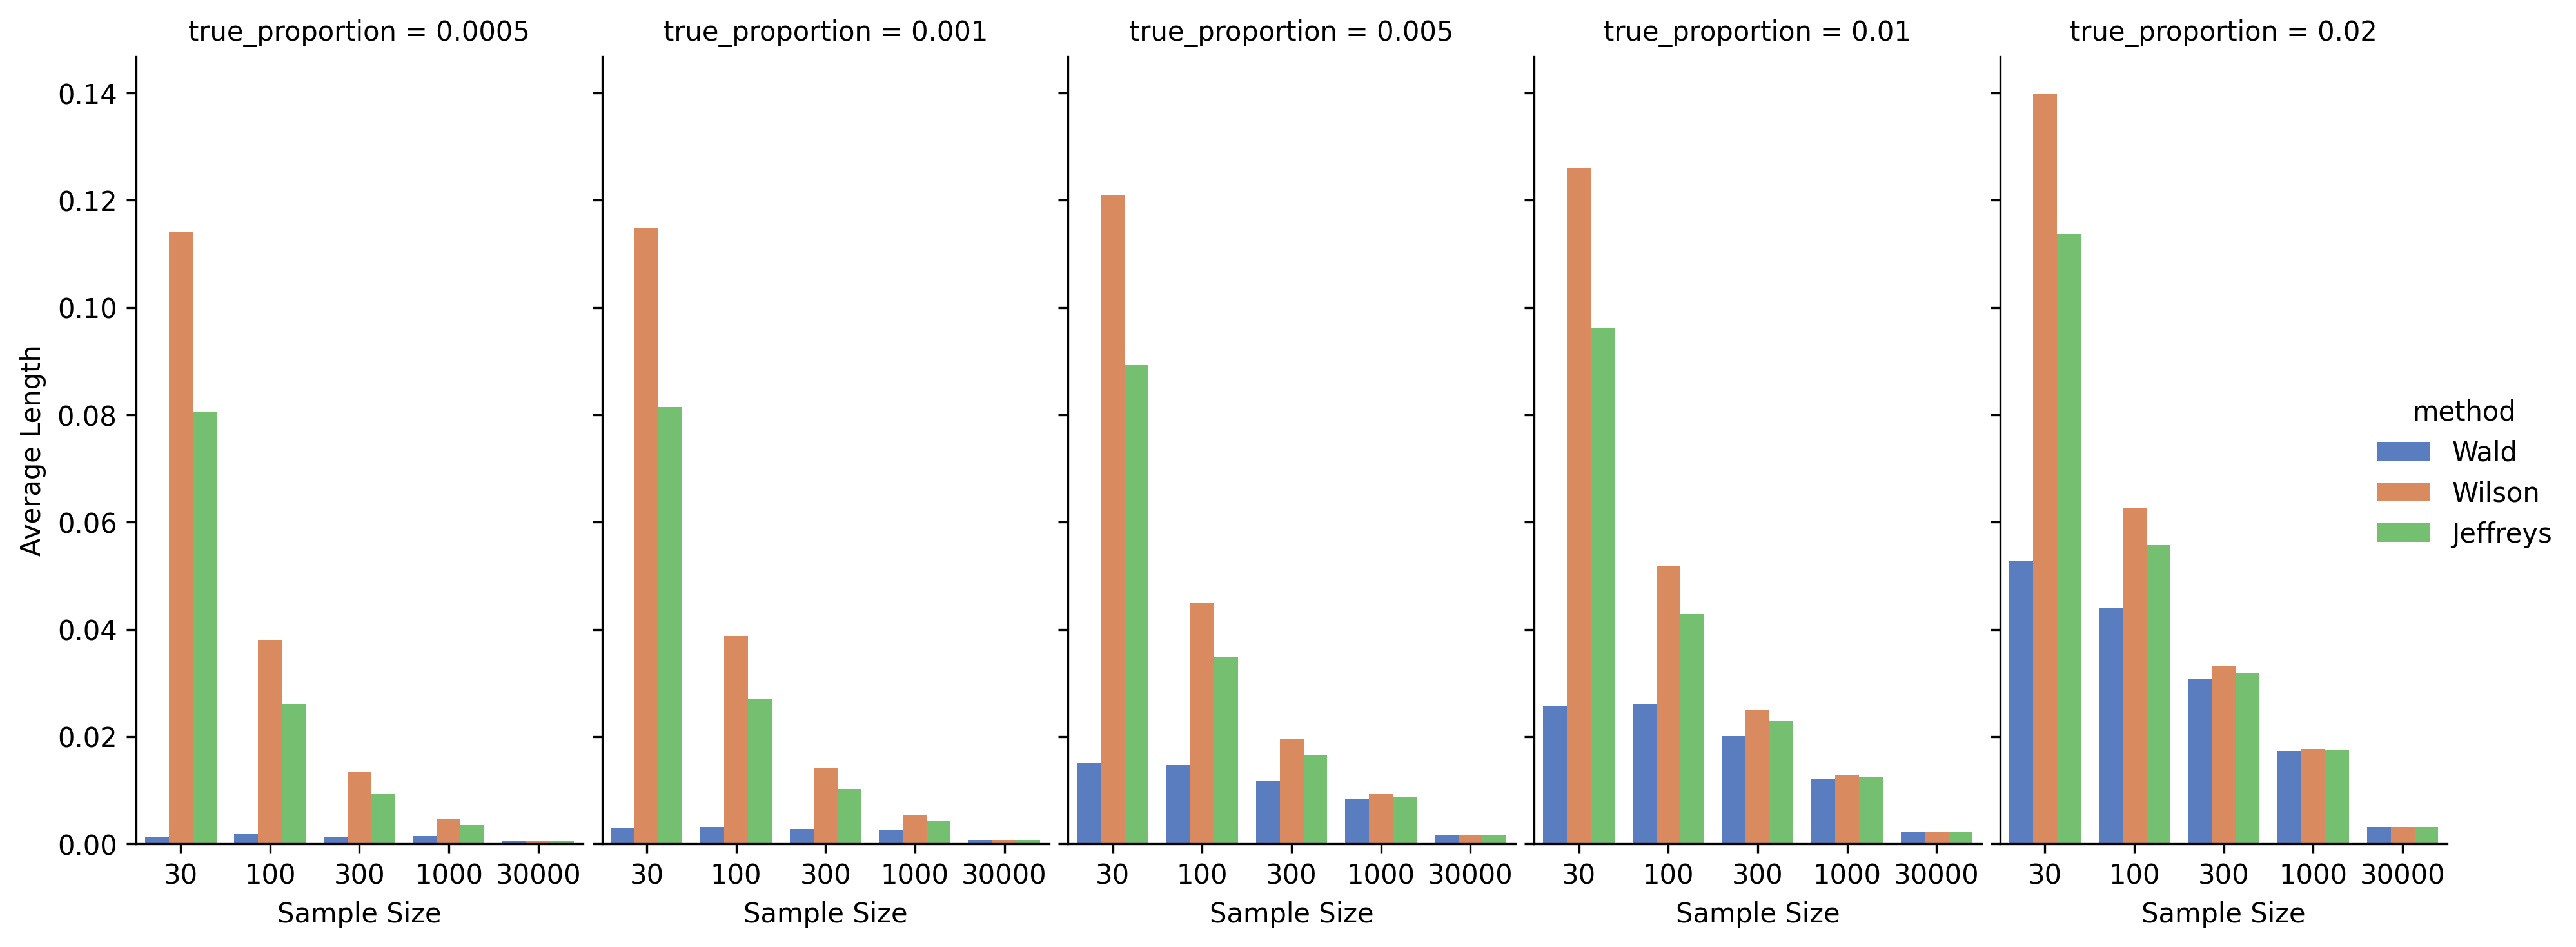 true_proportion = 0.0005
true_proportion = 0.001
true_proportion = 0.005
true_proportion = 0.01
true_proportion = 0.02
Average Length
0.14
0.12
0.10
0.08
0.06
0.04
0.02
0.00
30 100 300 1000 30000
30 100 300 1000 30000
30 100 300 1000 30000
30 100 300 1000 30000
30 100 300 1000 30000
Sample Size
Sample Size
Sample Size
Sample Size
Sample Size
method
Wald
Wilson
Jeffreys